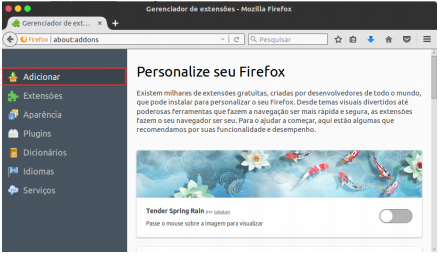 Gerenciador de extensões - Mozilla Firefox
Gerenciador de ext... × +
Firefox about:addons
Pesquisar
Adicionar
Extensões
Aparência
Plugins
Dicionários
Idiomas
Serviços
Personalize seu Firefox
Existem milhares de extensões gratuitas, criadas por desenvolvedores de todo o mundo,
que pode instalar para personalizar o seu Firefox. Desde temas visuais divertidos até
poderosas ferramentas que fazem a navegação ser mais rápida e segura, as extensões
fazem o seu navegador ser seu. Para o ajudar a começar, aqui estão algumas que
recomendamos por suas funcionalidade e desempenho.
Tender Spring Rain por
Passe o mouse sobre a imagem para visualizar